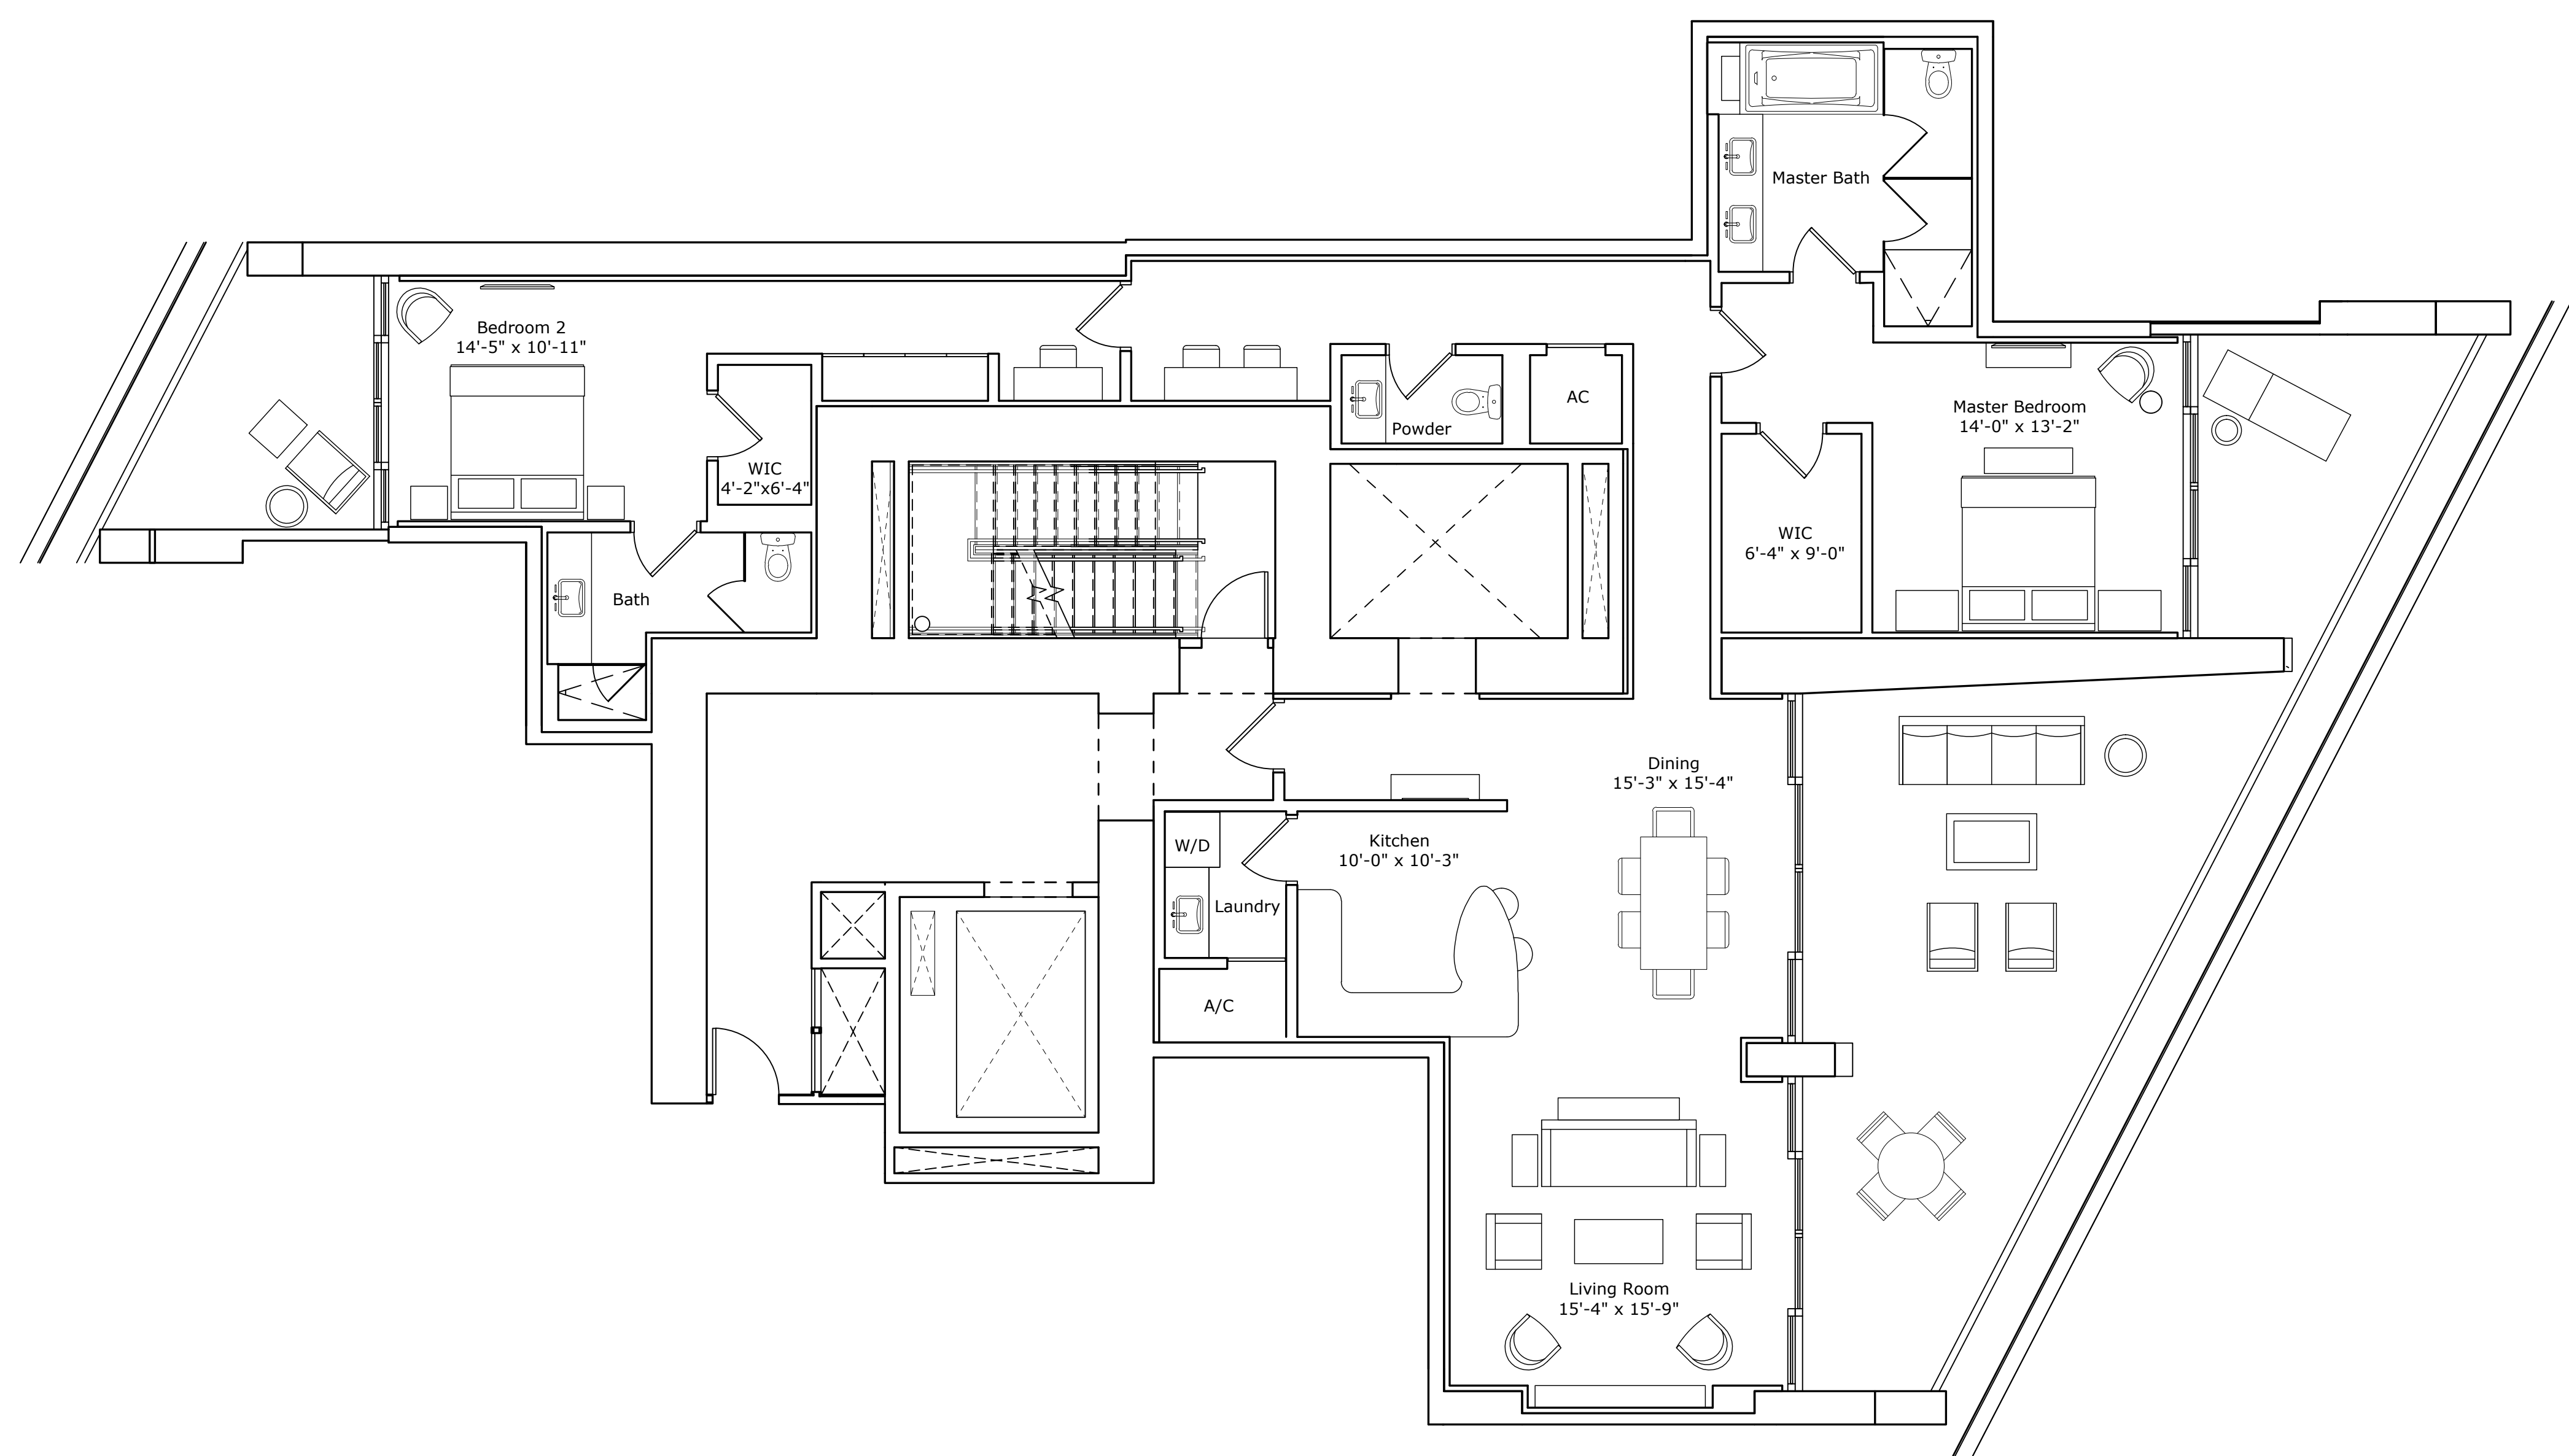 Master Bath
Bedroom 2
14'-5" x 10'-11"
WIC
4'-2"x6'-4"
Bath
Powder
AC
Master Bedroom
14'-0" x 13'-2"
WIC
6'-4" x 9'-0"
Dining
15'-3" x 15'-4"
Kitchen
10'-0" x 10'-3"
W/D
Laundry
A/C
Living Room
15'-4" x 15'-9"